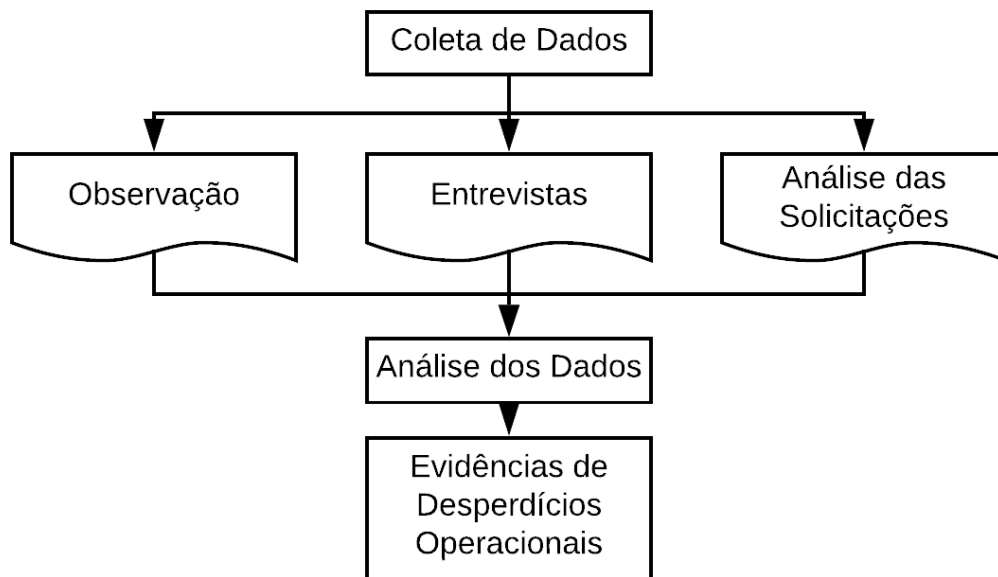 Coleta de Dados
Observação
Entrevistas
Análise das
Solicitações
Análise dos Dados
Evidências de
Desperdícios
Operacionais